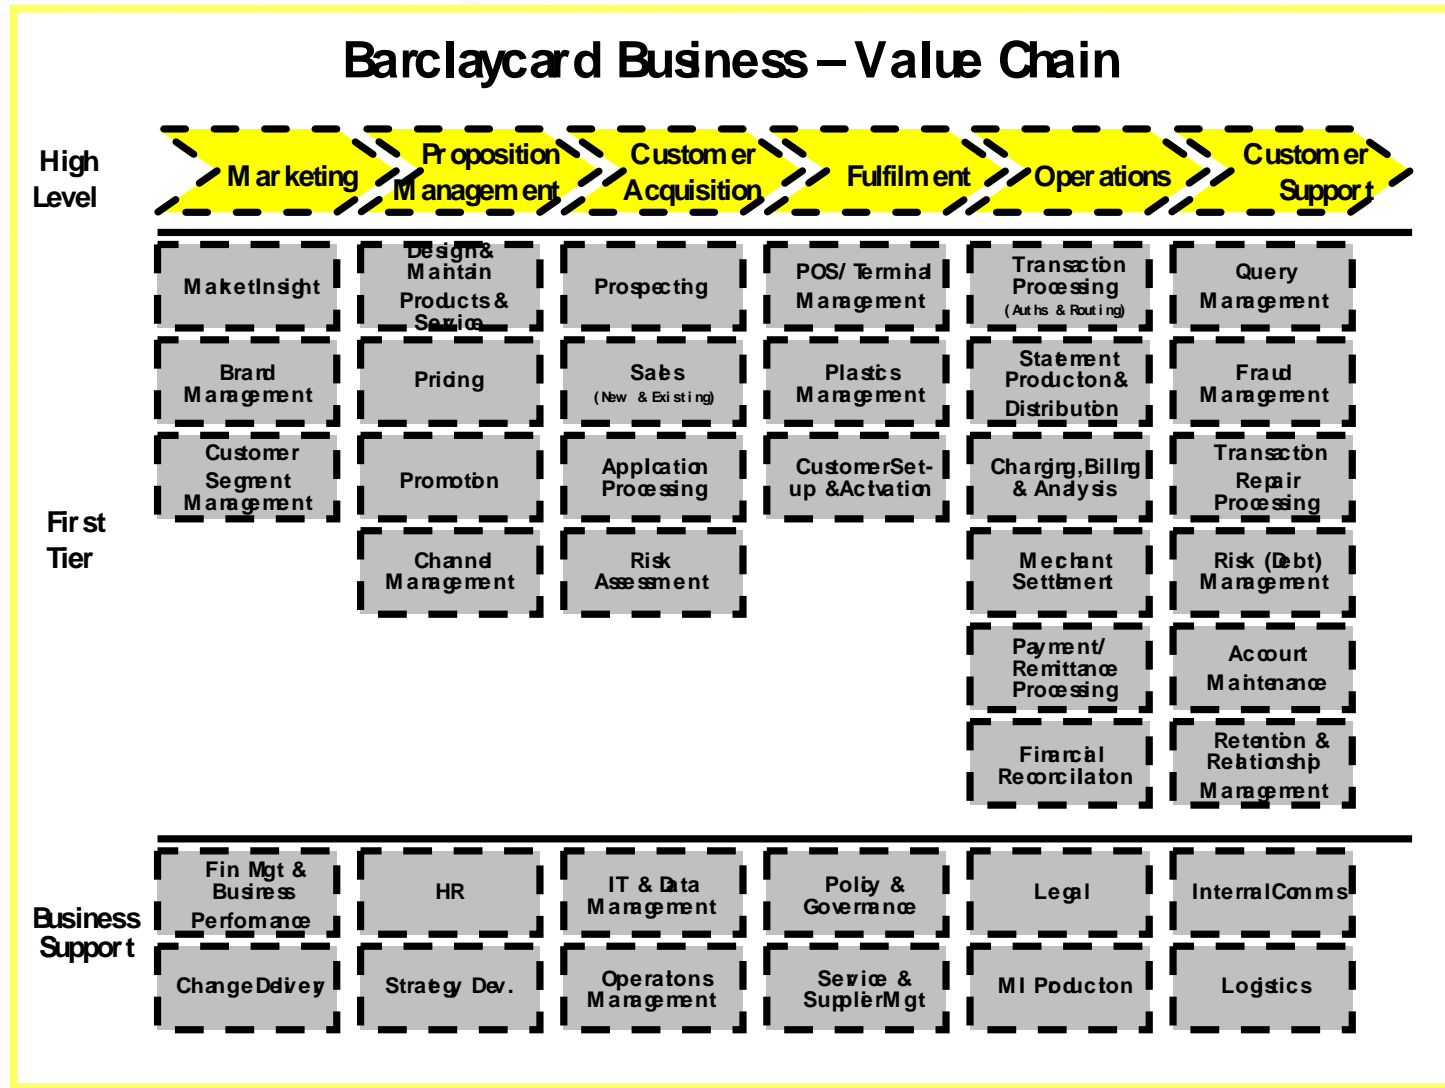 Barclaycard Business – Value Chain
High
Level
Marketing
Proposition
Management
Customer
Acquisition
Fulfilment
Operations
Customer
Support
First
Tier
Market Insight
Brand
Management
Customer
Segment
Management
Design &
Maintain
Products &
Service
Pricing
Promotion
Channel
Management
Prospecting
Sales
(New & Existing)
Application
Processing
Risk
Assessment
POS/ Terminal
Management
Plastics
Management
Customer Set-
up & Activation
Transaction
Processing
(Auths & Routing)
Statement
Production &
Distribution
Charging, Billing
& Analysis
Merchant
Settlement
Payment/
Remittance
Processing
Financial
Reconciliation
Query
Management
Fraud
Management
Transaction
Repair
Processing
Risk (Debt)
Management
Account
Maintenance
Retention &
Relationship
Management
Business
Support
Fin Mgt &
Business
Performance
HR
IT & Data
Management
Policy &
Governance
Legal
Internal Comms
Change Delivery
Strategy Dev.
Operations
Management
Service &
Supplier Mgt
MI Production
Logistics